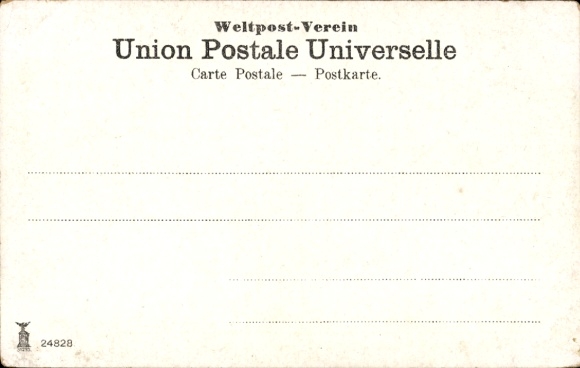 Weltpost-Verein
Union Postale Universelle
Carte Postale — Postkarte.
24828